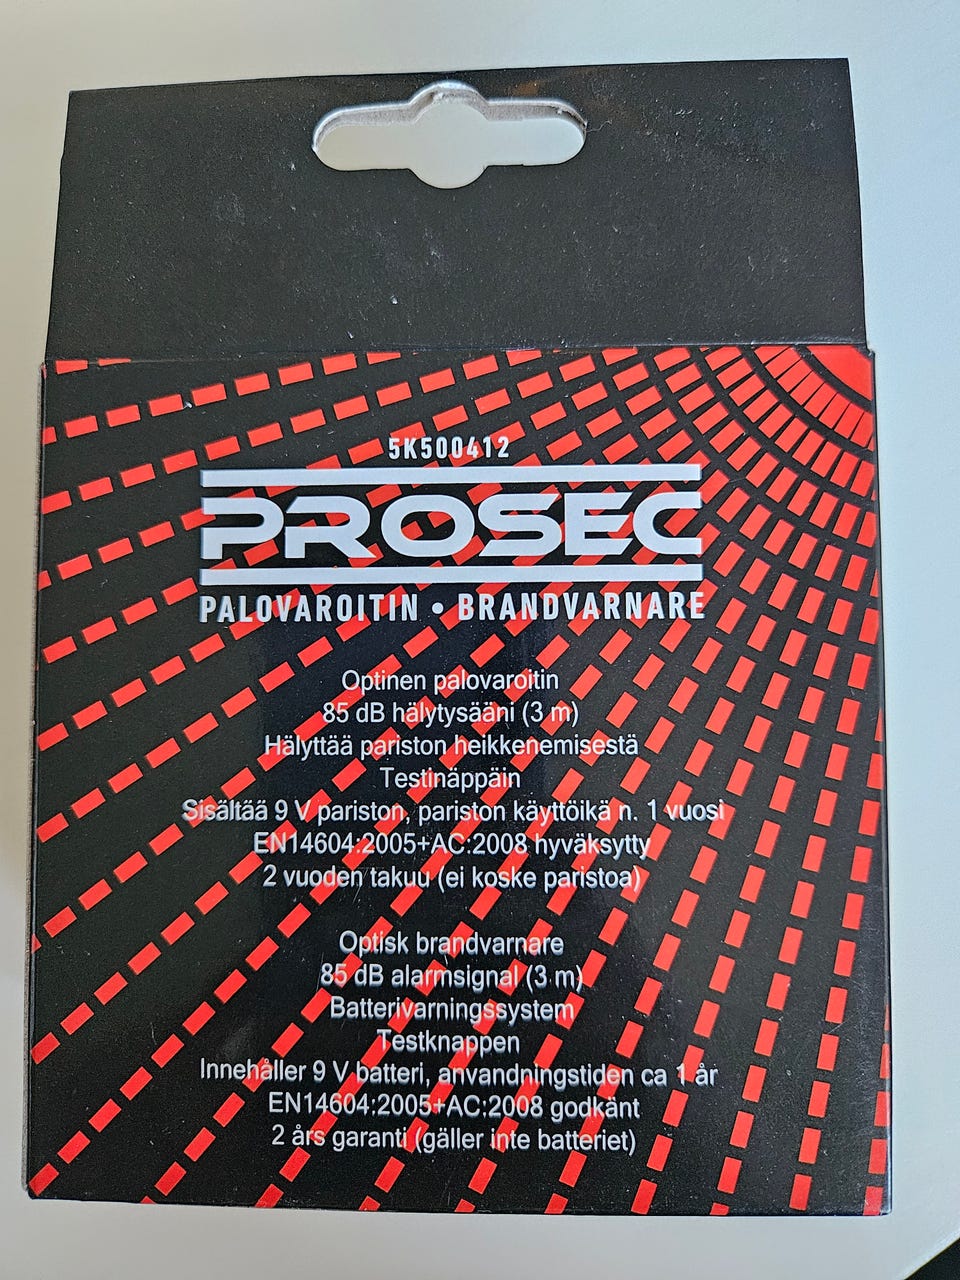 5K500412
PROSEC
PALOVAROITIN • BRANDVARNARE
Optinen palovaroitin
85 dB hälytysääni (3 m)
Hälyttää pariston heikkenemisestä
Testinäppäin
Sisältää 9 V pariston, pariston käyttöikä n. 1 vuosi
EN14604:2005+AC:2008 hyväksytty
2 vuoden takuu (ei koske paristoa)
Optisk brandvarnare
85 dB alarmsignal (3 m)
Batterivarningssystem
Testknappen
Innehåller 9 V batteri, anvandningstiden ca 1 år
EN14604:2005+AC:2008 godkänt
2 års garanti (gäller inte batteriet)